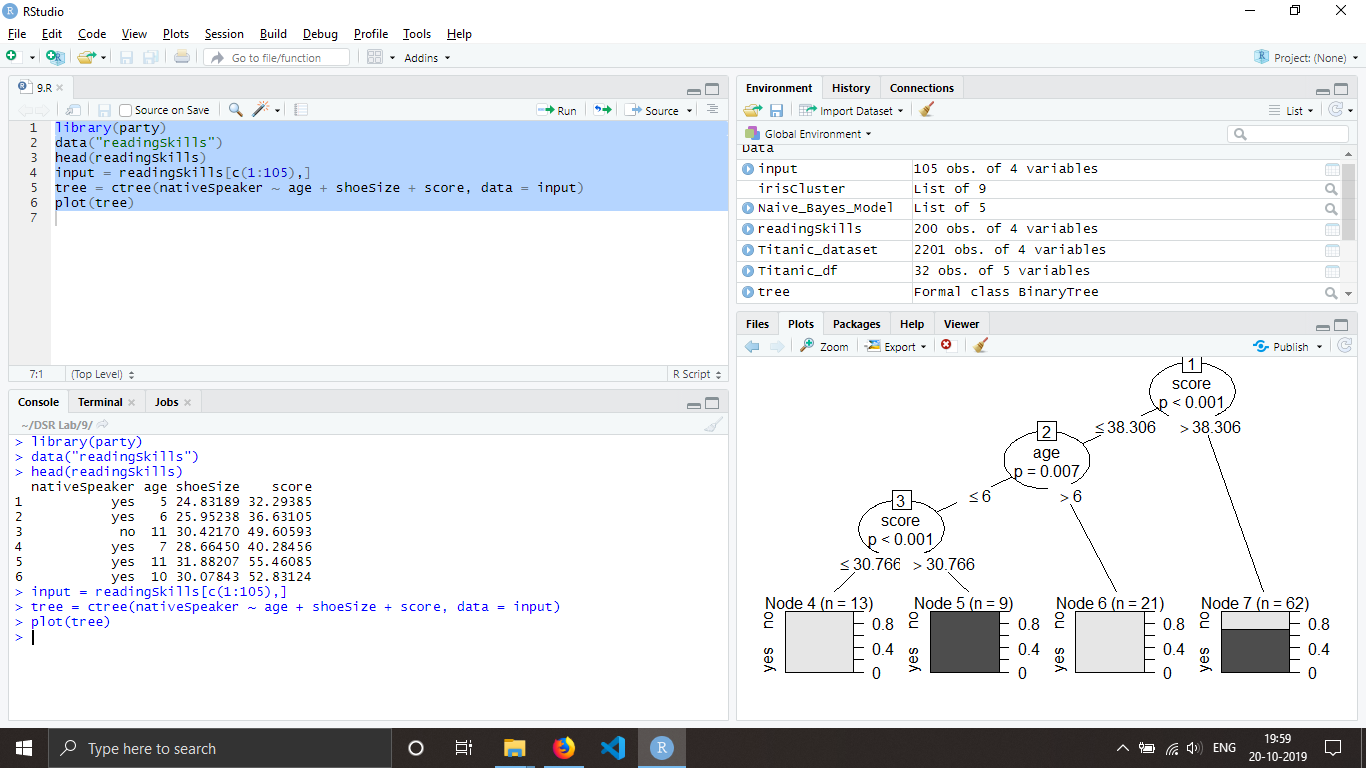 RStudio
File Edit Code View Plots Session Build Debug Profile Tools Help
Go to file/function Addins Project: (None)
9.R
Source on Save Run Source
1 library(party)
2 data("readingSkills")
3 head(readingSkills)
4 input = readingSkills[c(1:105),]
5 tree = ctree(nativeSpeaker ~ age + shoeSize + score, data = input)
6 plot(tree)
7
7:1 (Top Level) R Script
Console Terminal Jobs
~/DSR Lab/9/
> library(party)
> data("readingSkills")
> head(readingSkills)
nativeSpeaker age shoeSize score
1 yes 5 24.83189 32.29385
2 yes 6 25.95238 36.63105
3 no 11 30.42170 49.60593
4 yes 7 28.66450 40.28456
5 yes 11 31.88207 55.46085
6 yes 10 30.07843 52.83124
> input = readingSkills[c(1:105),]
> tree = ctree(nativeSpeaker ~ age + shoeSize + score, data = input)
> plot(tree)
>
Environment History Connections
Import Dataset List
Global Environment
Data
input 105 obs. of 4 variables
irisCluster List of 9
Naive_Bayes_Model List of 5
readingSkills 200 obs. of 4 variables
Titanic_dataset 2201 obs. of 4 variables
Titanic_df 32 obs. of 5 variables
tree Formal class BinaryTree
Files Plots Packages Help Viewer
Zoom Export Publish
1
score
p < 0.001
≤ 38.306 > 38.306
2
age
p = 0.007
≤ 6 > 6
3
score
p < 0.001
≤ 30.766 > 30.766
Node 4 (n = 13) Node 5 (n = 9) Node 6 (n = 21) Node 7 (n = 62)
no 0.8 no 0.8 no 0.8 no 0.8
0.4 0.4 0.4 0.4
yes 0 yes 0 yes 0 yes 0
Type here to search
ENG 19:59
20-10-2019